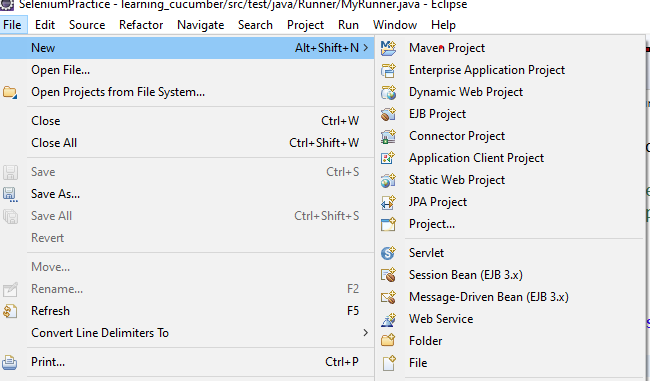 SeleniumPractice - learning_cucumber/src/test/java/Runner/MyRunner.java - Eclipse
File Edit Source Refactor Navigate Search Project Run Window Help
New Alt+Shift+N >
Open File...
Open Projects from File System...
Close Ctrl+W
Close All Ctrl+Shift+W
Save Ctrl+S
Save As...
Save All Ctrl+Shift+S
Revert
Move...
Rename... F2
Refresh F5
Convert Line Delimiters To >
Print... Ctrl+P
Maven Project
Enterprise Application Project
Dynamic Web Project
EJB Project
Connector Project
Application Client Project
Static Web Project
JPA Project
Project...
Servlet
Session Bean (EJB 3.x)
Message-Driven Bean (EJB 3.x)
Web Service
Folder
File